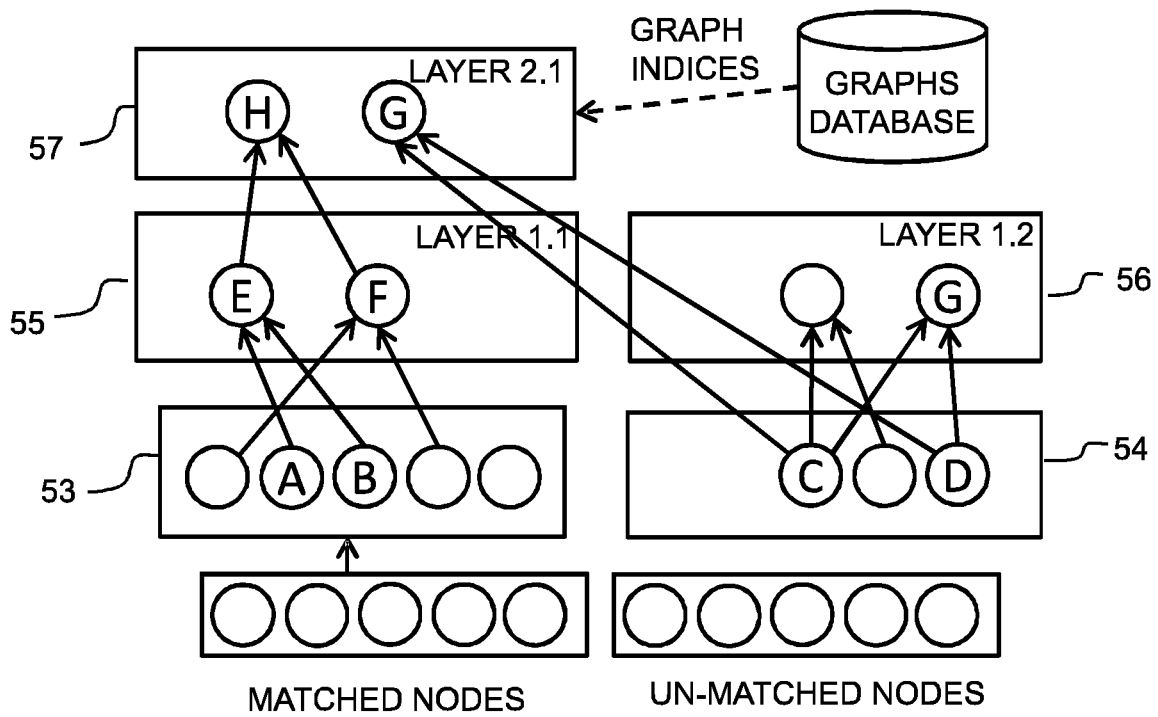 GRAPH
INDICES
GRAPHS
DATABASE
LAYER 2.1
H G
57
LAYER 1.1
LAYER 1.2
E F
G
55
56
A B
C D
53
54
MATCHED NODES
UN-MATCHED NODES